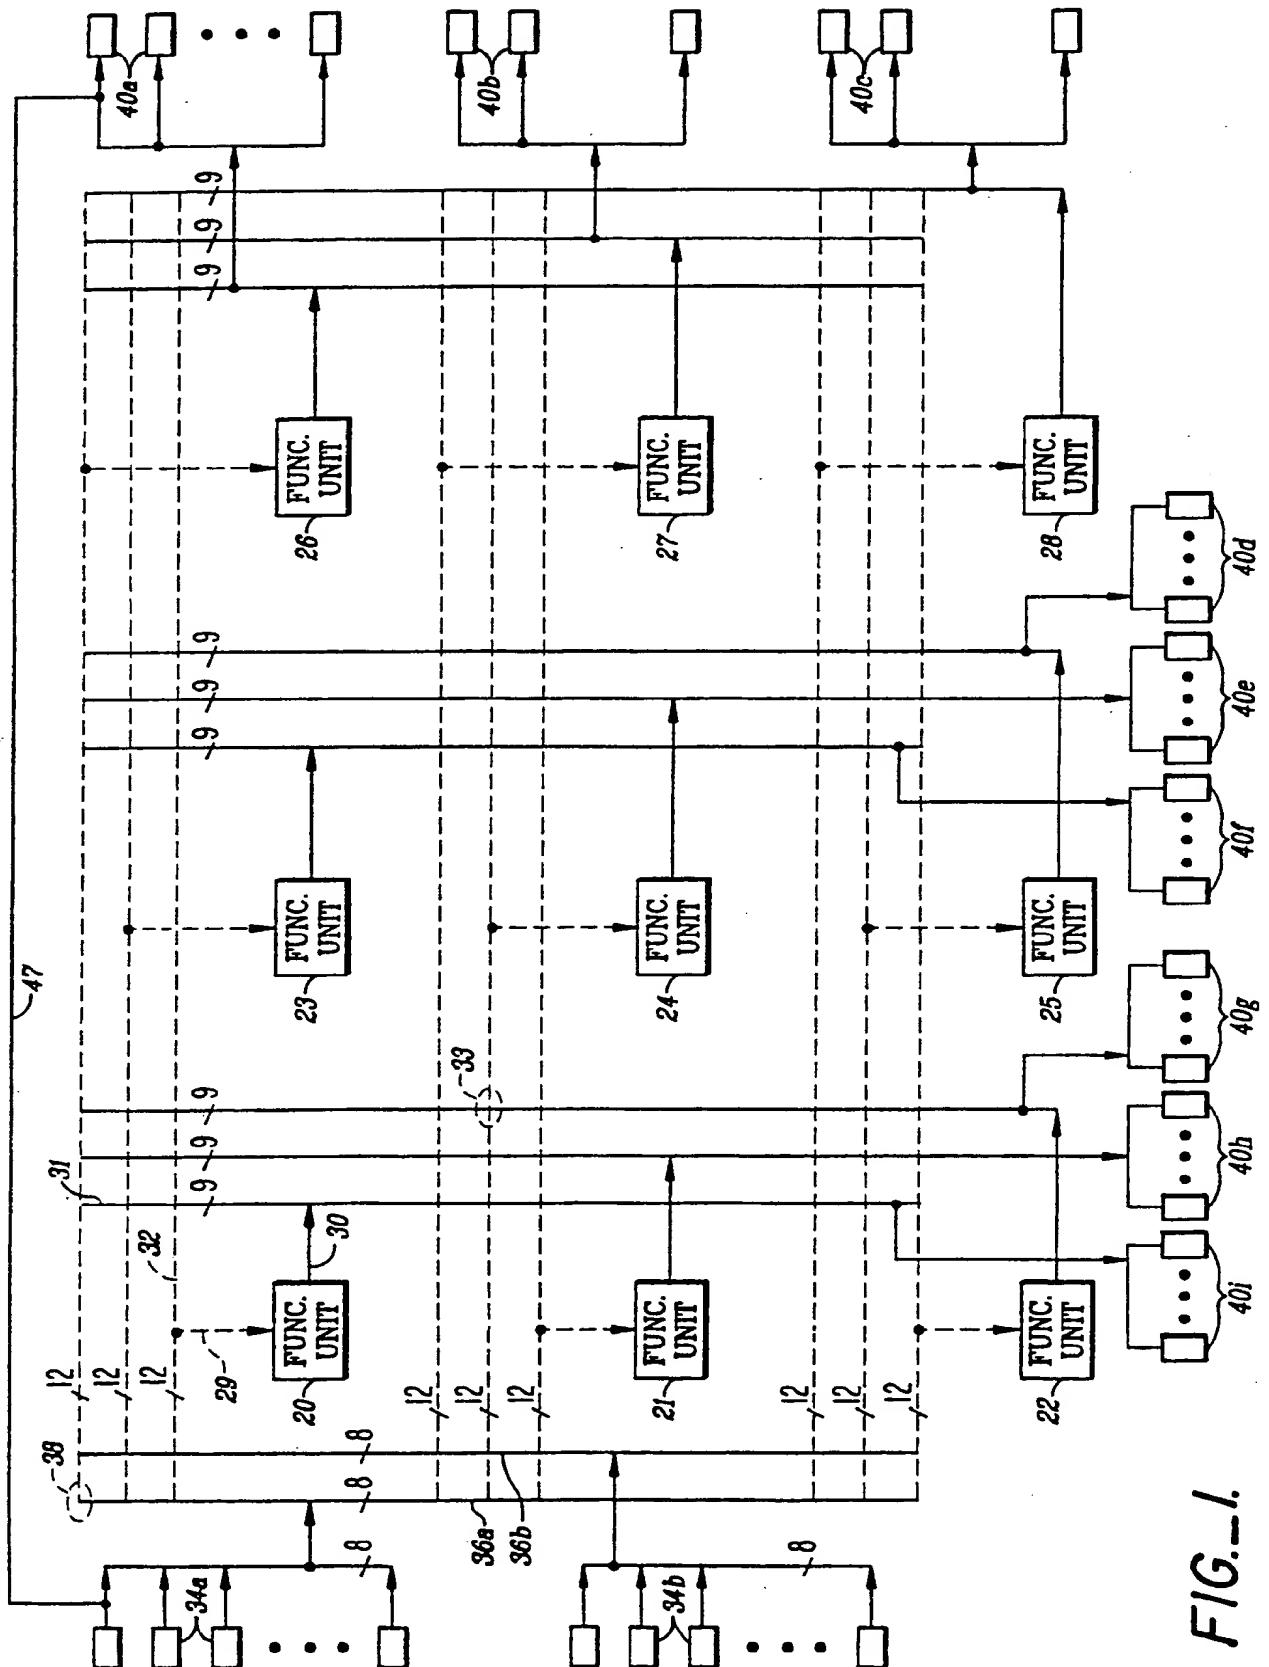 47
40a
40b
40c
9
9
9
FUNC.
UNIT
26
FUNC.
UNIT
27
FUNC.
UNIT
28
40d
9
9
9
40e
40f
FUNC.
UNIT
23
FUNC.
UNIT
24
FUNC.
UNIT
25
33
40g
9
9
9
40h
31
32
30
40i
29
FUNC.
UNIT
20
FUNC.
UNIT
21
FUNC.
UNIT
22
12
12
12
12
12
12
12
12
12
38
8
8
36a
36b
8
8
34a
34b
FIG._1.